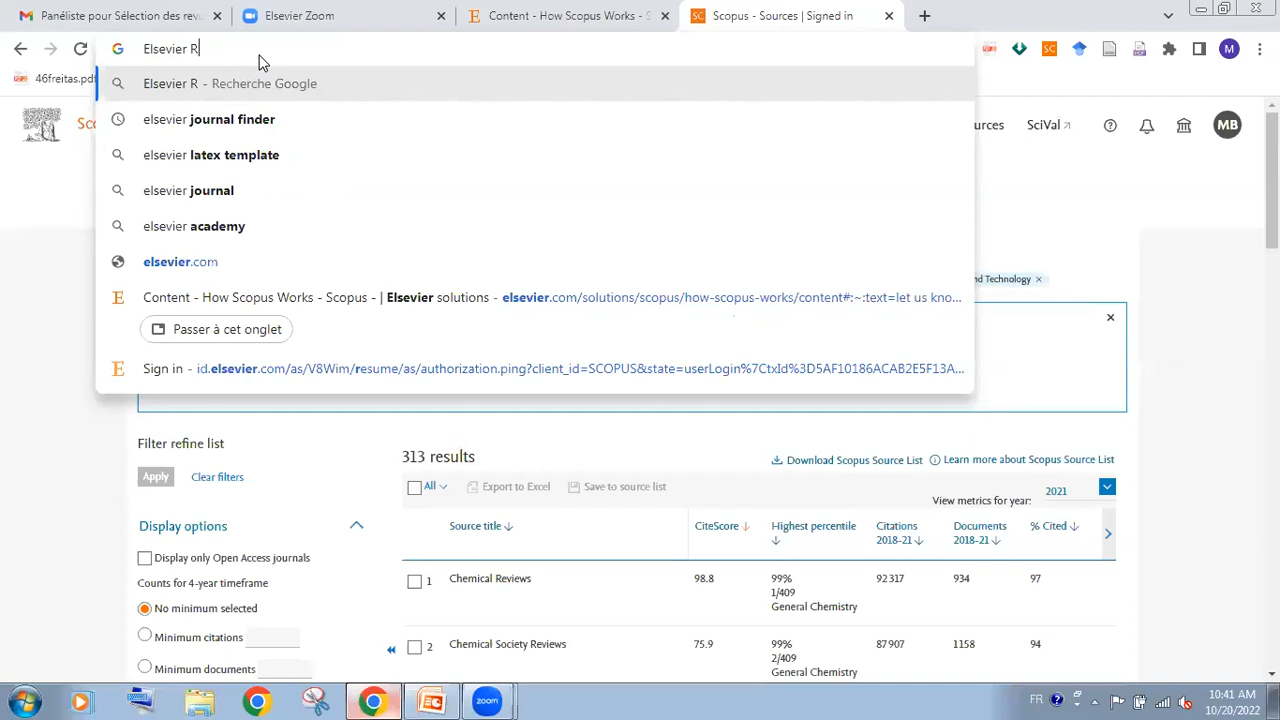 Panéliste pour Sélection des revu
Elsevier Zoom
Content - How Scopus Works - S
Scopus - Sources | Signed in
Elsevier R
46freitas.pdf
Elsevier R - Recherche Google
elsevier journal finder
elsevier latex template
elsevier journal
elsevier academy
elsevier.com
Content - How Scopus Works - Scopus - | Elsevier solutions - elsevier.com/solutions/scopus/how-scopus-works/content#:~:text=let us kno...
Passer à cet onglet
Sign in - id.elsevier.com/as/V8Wim/resume/as/authorization.ping?client_id=SCOPUS&state=userLogin%7CtxId%3D5AF10186ACAB2E5F13A...
Sc
urces
SciVal
MB
M
SC
nd Technology
Filter refine list
Apply
Clear filters
313 results
Download Scopus Source List
Learn more about Scopus Source List
All
Export to Excel
Save to source list
View metrics for year:
2021
Display options
Display only Open Access journals
Counts for 4-year timeframe
No minimum selected
Minimum citations
Minimum documents
Source title
CiteScore
Highest percentile
Citations 2018-21
Documents 2018-21
% Cited
1 Chemical Reviews 98.8 99% 92 317 934 97
1/409
General Chemistry
2 Chemical Society Reviews 75.9 99% 87 907 1158 94
2/409
General Chemistry
zoom
FR
10:41 AM
10/20/2022